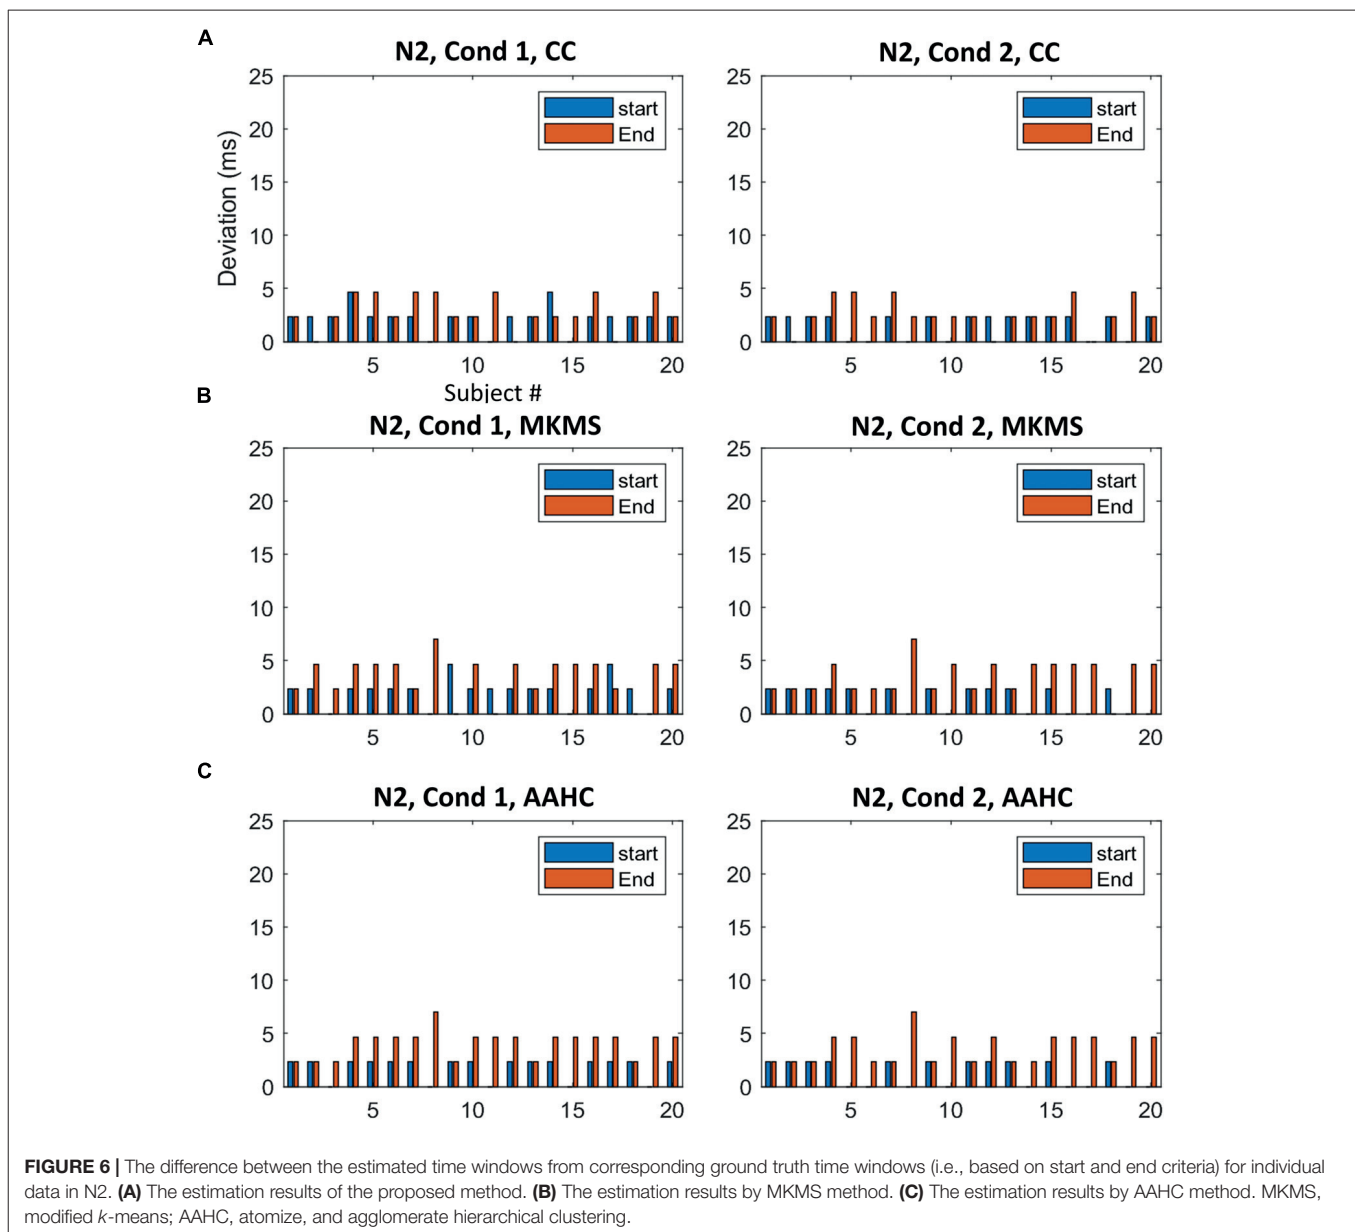 A
N2, Cond 1, CC
N2, Cond 2, CC
Deviation (ms)
25
20
15
10
5
0
start
End
5
10
15
20
Subject #
25
20
15
10
5
0
start
End
5
10
15
20
B
N2, Cond 1, MKMS
N2, Cond 2, MKMS
25
20
15
10
5
0
start
End
5
10
15
20
25
20
15
10
5
0
start
End
5
10
15
20
C
N2, Cond 1, AAHC
N2, Cond 2, AAHC
25
20
15
10
5
0
start
End
5
10
15
20
25
20
15
10
5
0
start
End
5
10
15
20
FIGURE 6 | The difference between the estimated time windows from corresponding ground truth time windows (i.e., based on start and end criteria) for individual
data in N2. (A) The estimation results of the proposed method. (B) The estimation results by MKMS method. (C) The estimation results by AAHC method. MKMS,
modified k-means; AAHC, atomize, and agglomerate hierarchical clustering.